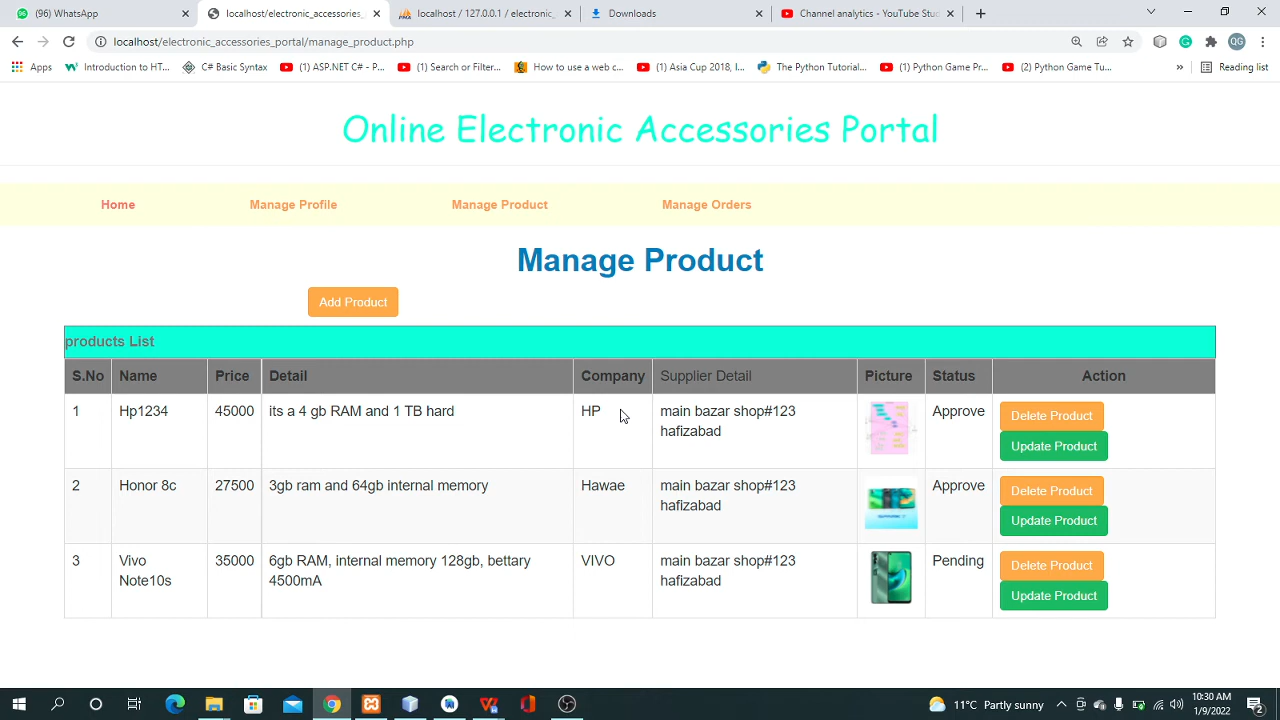 (96) WhatsApp
localhost/electronic_accessories_
localhost / 127.0.0.1 / electronic_
Downloads
Channel analytics - YouTube Stud
localhost/electronic_accessories_portal/manage_product.php
QG
Apps
Introduction to HT...
C# Basic Syntax
(1) ASP.NET C# - P...
(1) Search or Filter...
How to use a web c...
(1) Asia Cup 2018, I...
The Python Tutorial...
(1) Python Game Pr...
(2) Python Game Tu...
»
Reading list
Online Electronic Accessories Portal
Home Manage Profile Manage Product Manage Orders
Manage Product
Add Product
products List
S.No Name Price Detail Company Supplier Detail Picture Status Action
1 Hp1234 45000 its a 4 gb RAM and 1 TB hard HP main bazar shop#123 Approve Delete Product
hafizabad Update Product
2 Honor 8c 27500 3gb ram and 64gb internal memory Hawae main bazar shop#123 Approve Delete Product
hafizabad Update Product
3 Vivo 35000 6gb RAM, internal memory 128gb, bettary VIVO main bazar shop#123 Pending Delete Product
Note10s 4500mA hafizabad Update Product
11°C Partly sunny
10:30 AM
1/9/2022
2